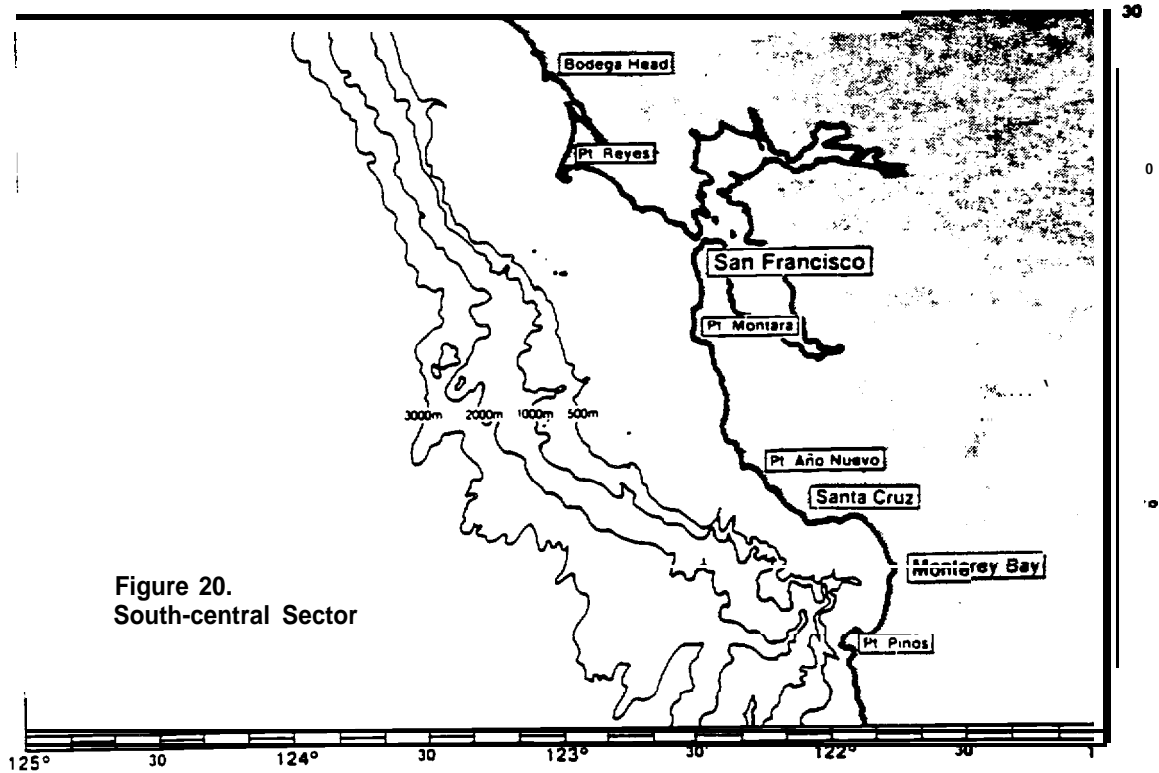 30
Bodega Head
Pt Reyes
0
San Francisco
Pt Montara
3000m 2000m 1000m 500m
Pt Año Nuevo
Santa Cruz
Monterey Bay
Figure 20.
South-central Sector
Pt Pinos
125° 30 124° 30 123° 30' 122° 30 1